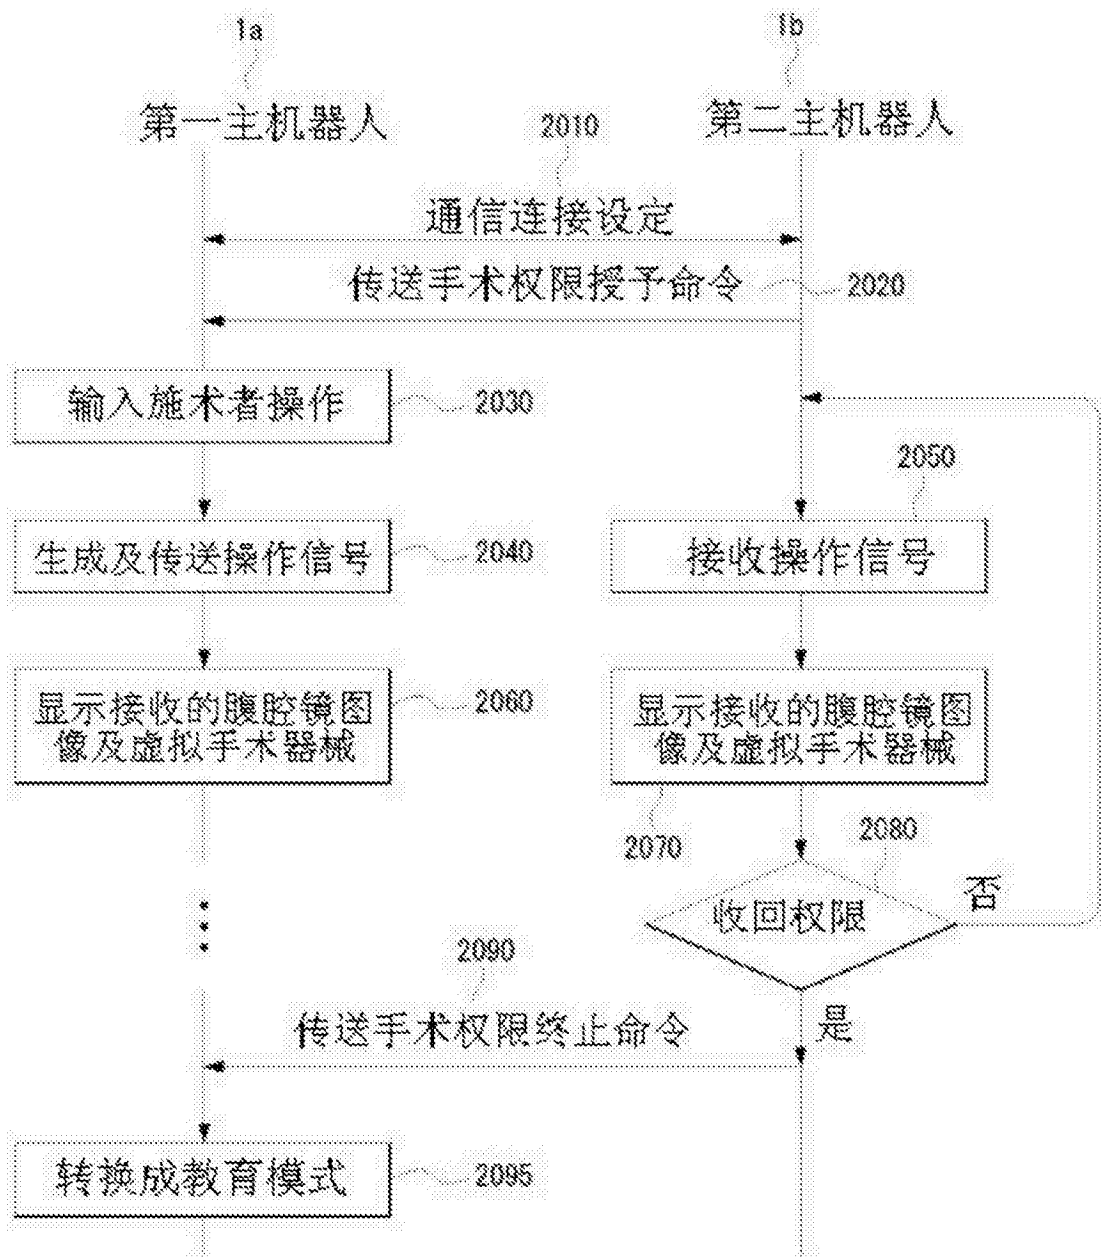 1a
1b
第一主机器人
第二主机器人
2010
通信连接设定
传送手术权限授予命令
2020
输入施术者操作
2030
2050
生成及传送操作信号
2040
接收操作信号
显示接收的腹腔镜图
像及虚拟手术器械
2060
显示接收的腹腔镜图
像及虚拟手术器械
2070
2080
收回权限
否
2090
传送手术权限终止命令
是
转换成教育模式
2095